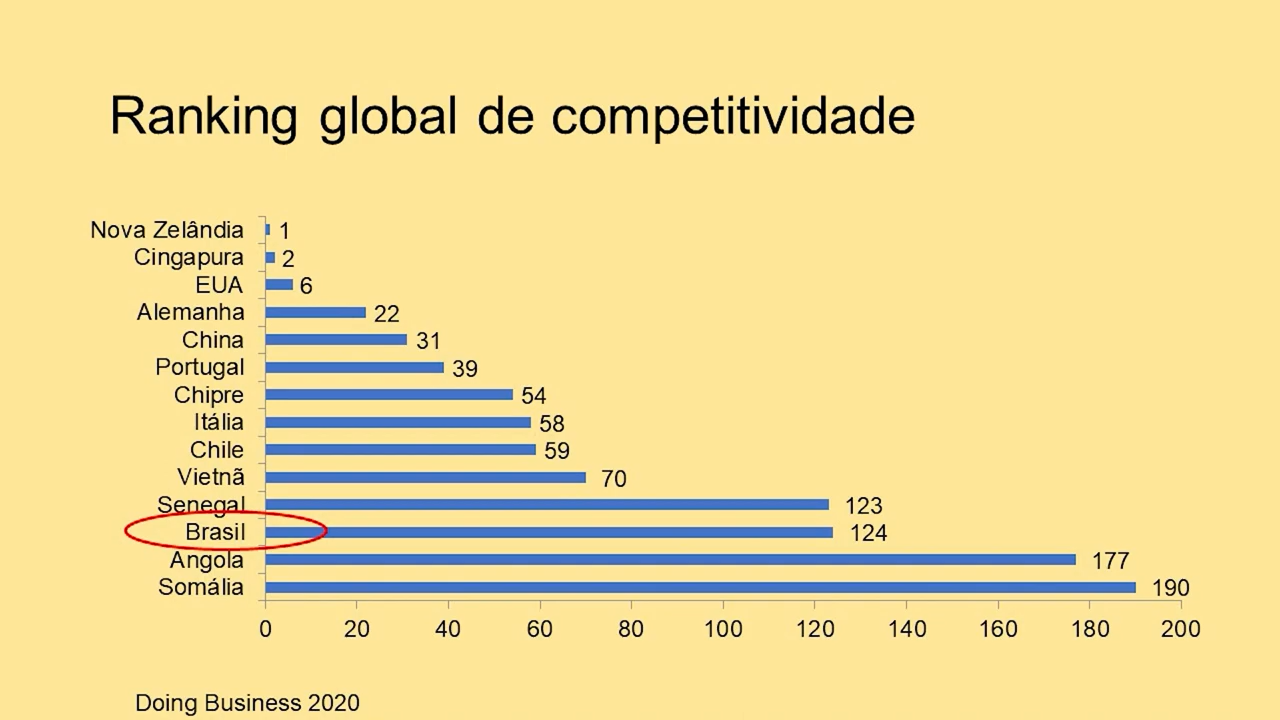 Ranking global de competitividade
Nova Zelândia 1
Cingapura 2
EUA 6
Alemanha 22
China 31
Portugal 39
Chipre 54
Itália 58
Chile 59
Vietnã 70
Senegal 123
Brasil 124
Angola 177
Somália 190
0 20 40 60 80 100 120 140 160 180 200
Doing Business 2020